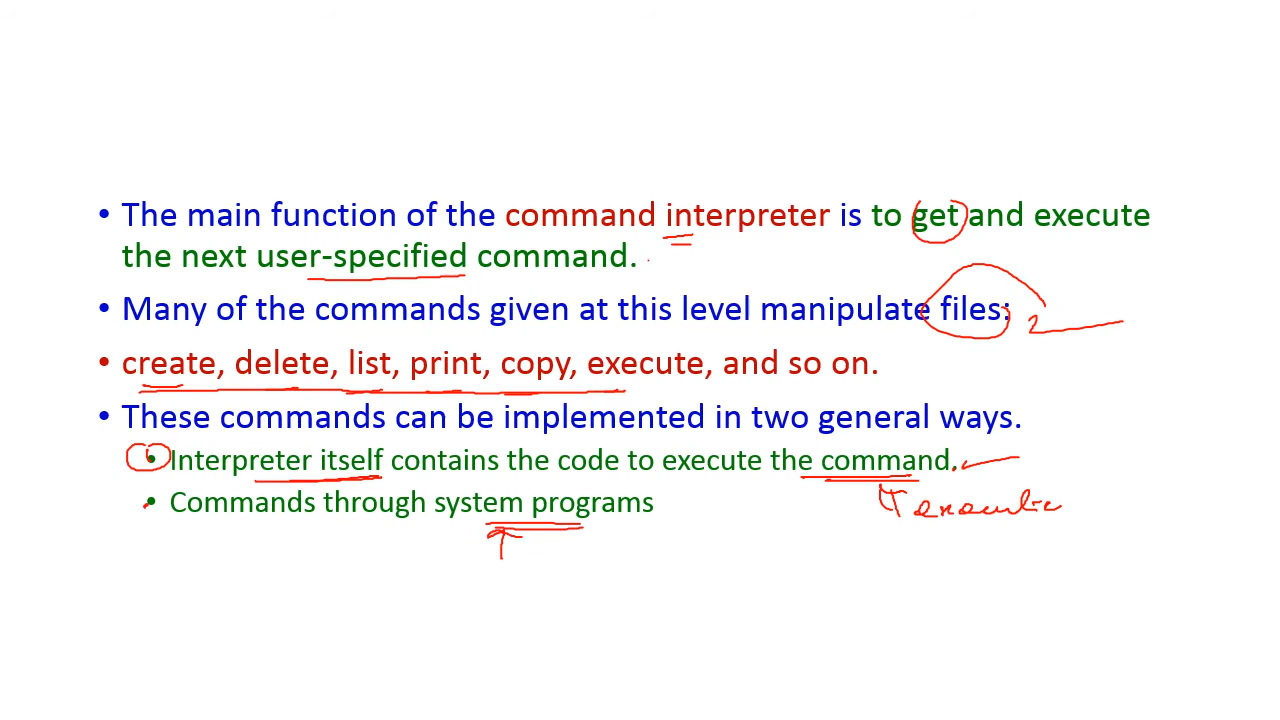 • The main function of the command interpreter is to get and execute
the next user-specified command.
• Many of the commands given at this level manipulate files:
• create, delete, list, print, copy, execute, and so on.
• These commands can be implemented in two general ways.
• Interpreter itself contains the code to execute the command.
• Commands through system programs